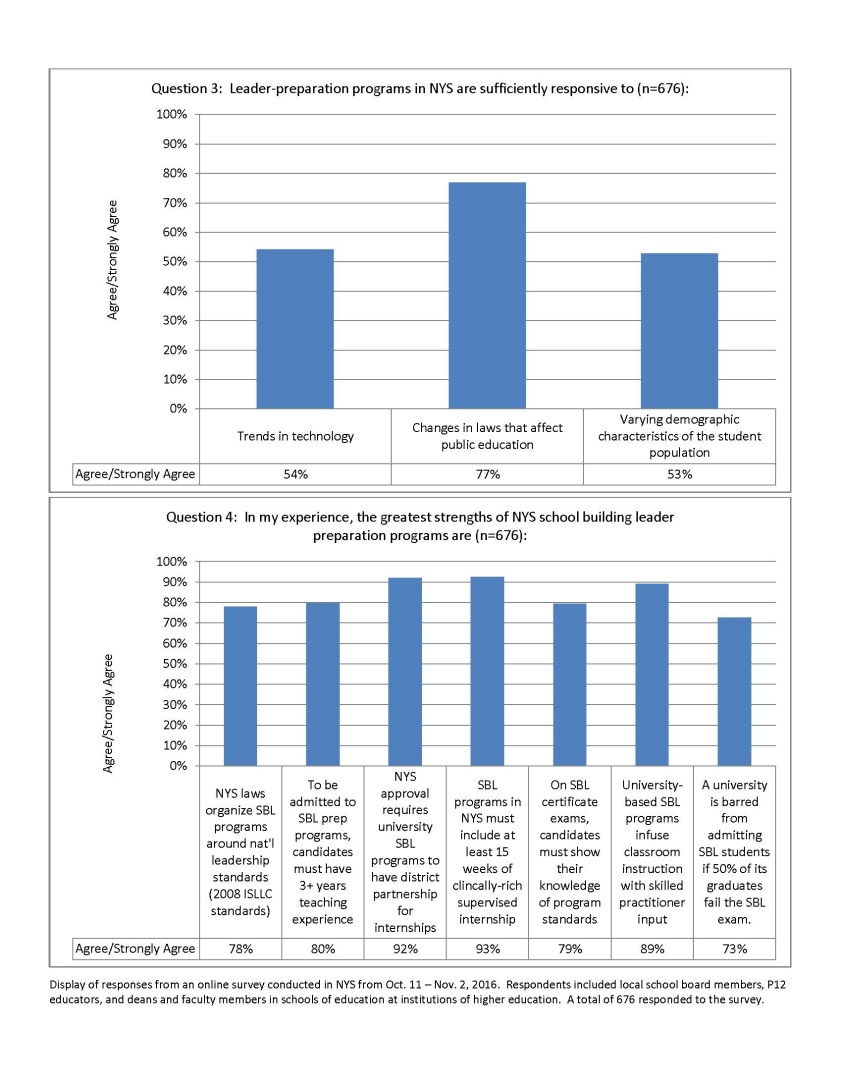 Question 3:  Leader-preparation programs in NYS are sufficiently responsive to (n=676):
100%
90%
80%
70%
60%
50%
40%
30%
20%
10%
0%
Agree/Strongly Agree
Trends in technology
Changes in laws that affect
public education
Varying demographic
characteristics of the student
population
Agree/Strongly Agree 54% 77% 53%
Question 4:  In my experience, the greatest strengths of NYS school building leader
preparation programs are (n=676):
100%
90%
80%
70%
60%
50%
40%
30%
20%
10%
0%
Agree/Strongly Agree
NYS laws
organize SBL
programs
around nat'l
leadership
standards
(2008 ISLLC
standards)
To be
admitted to
SBL prep
programs,
candidates
must have
3+ years
teaching
experience
NYS
approval
requires
university
SBL
programs to
have district
partnership
for
internships
SBL
programs in
NYS must
include at
least 15
weeks of
clincally-rich
supervised
internship
On SBL
certificate
exams,
candidates
must show
their
knowledge
of program
standards
University-
based SBL
programs
infuse
classroom
instruction
with skilled
practitioner
input
A university
is barred
from
admitting
SBL students
if 50% of its
graduates
fail the SBL
exam.
Agree/Strongly Agree 78% 80% 92% 93% 79% 89% 73%
Display of responses from an online survey conducted in NYS from Oct. 11 – Nov. 2, 2016.  Respondents included local school board members, P12
educators, and deans and faculty members in schools of education at institutions of higher education.  A total of 676 responded to the survey.